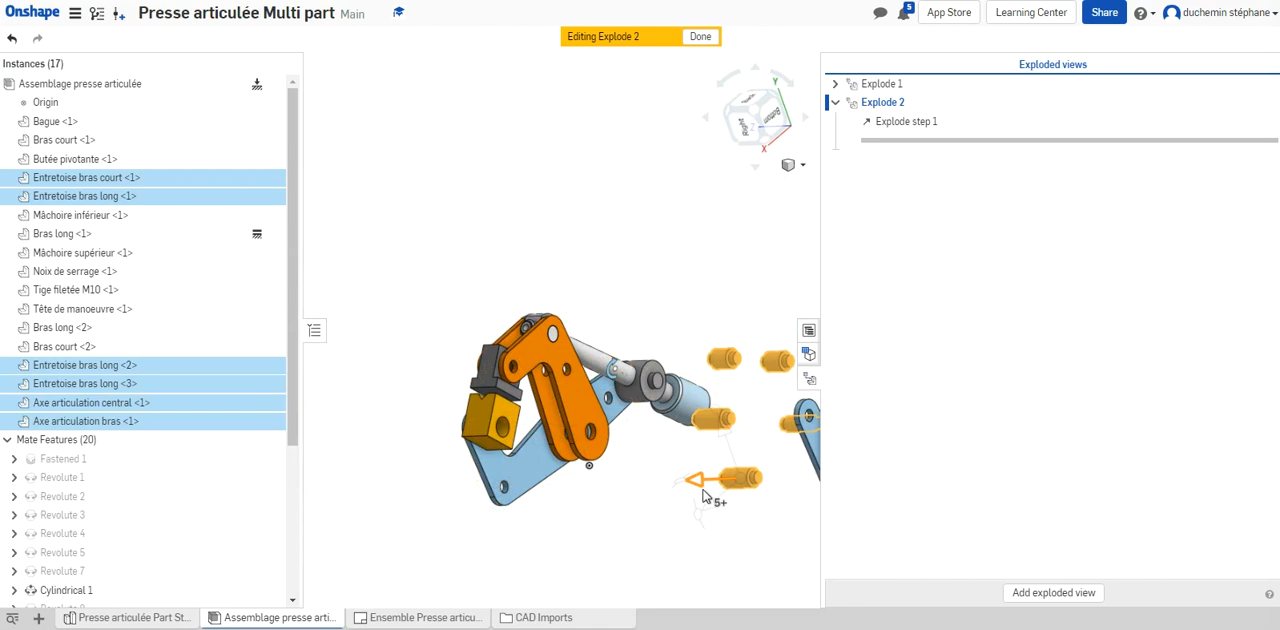 Onshape Presse articulée Multi part Main 5 App Store Learning Center Share duchemin stéphane
Editing Explode 2 Done
Instances (17)
Assemblage presse articulée
Origin
Bague <1>
Bras court <1>
Butée pivotante <1>
Entretoise bras court <1>
Entretoise bras long <1>
Mâchoire inférieur <1>
Bras long <1>
Mâchoire supérieur <1>
Noix de serrage <1>
Tige filetée M10 <1>
Tête de manoeuvre <1>
Bras long <2>
Bras court <2>
Entretoise bras long <2>
Entretoise bras long <3>
Axe articulation central <1>
Axe articulation bras <1>
Mate Features (20)
Fastened 1
Revolute 1
Revolute 2
Revolute 3
Revolute 4
Revolute 5
Revolute 7
Cylindrical 1
Y
X
Right
Bottom
5+
Exploded views
Explode 1
Explode 2
Explode step 1
Add exploded view
Presse articulée Part St... Assemblage presse arti... Ensemble Presse articu... CAD Imports